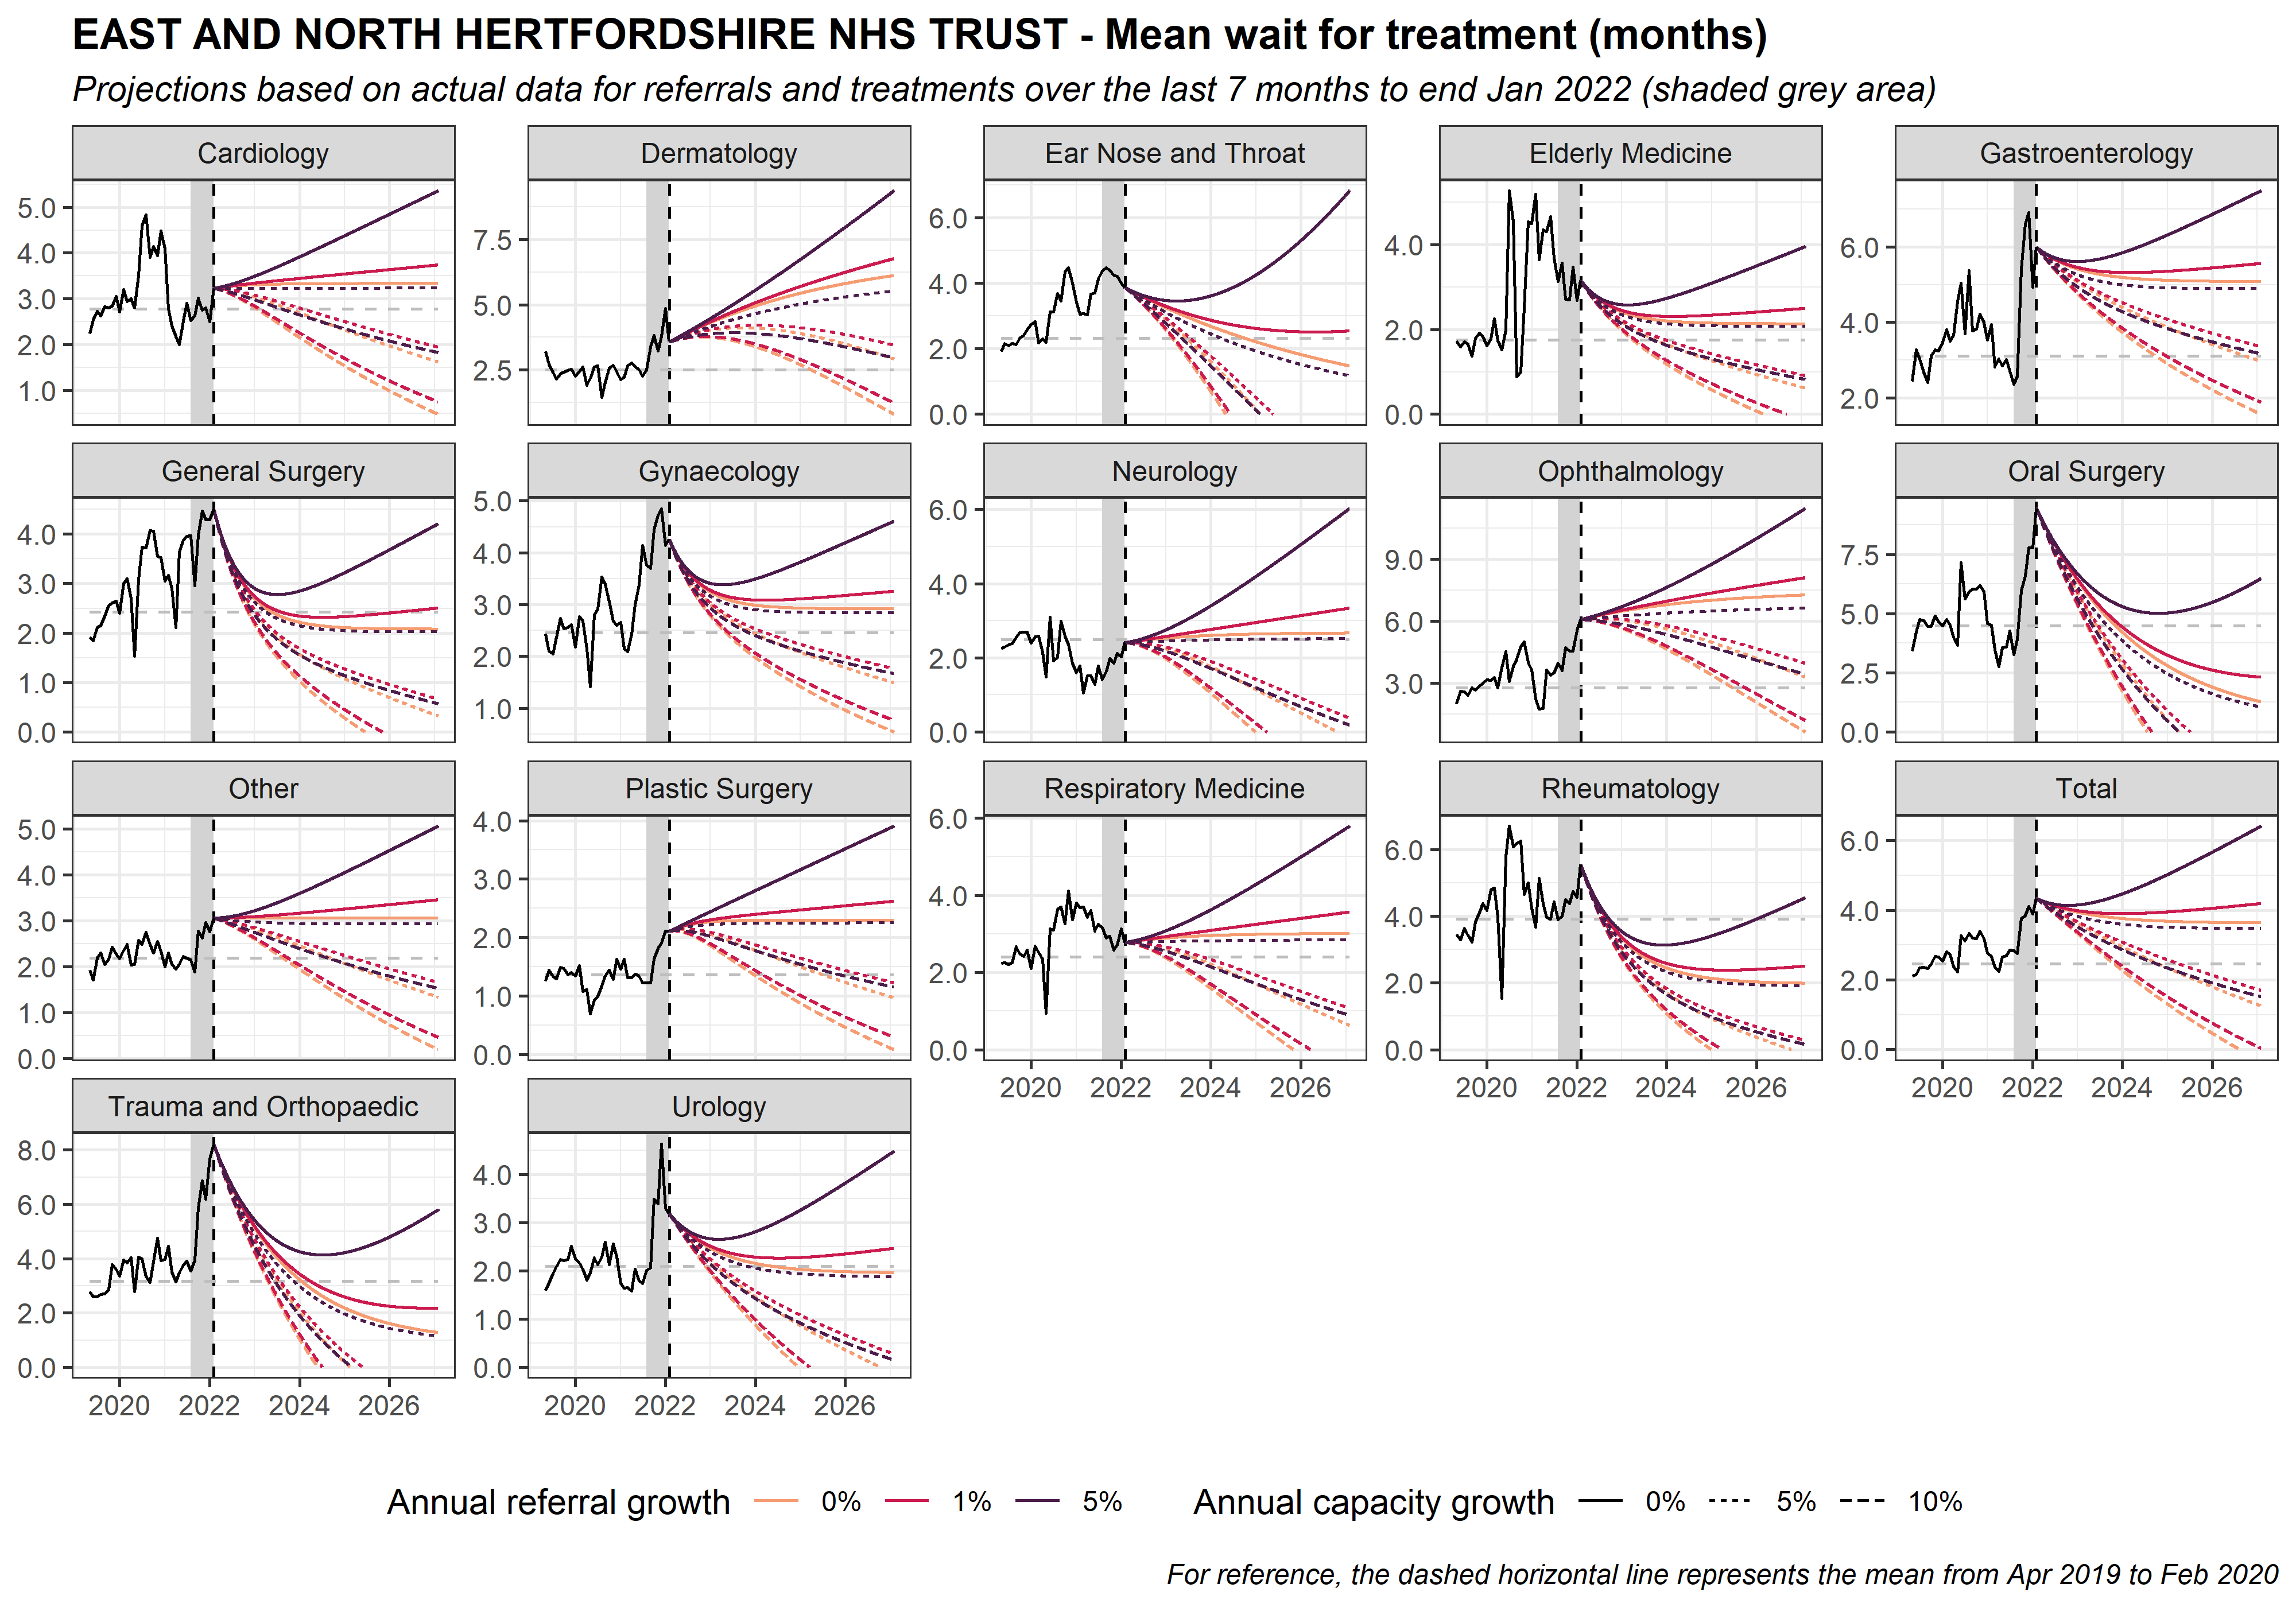 EAST AND NORTH HERTFORDSHIRE NHS TRUST - Mean wait for treatment (months)
Projections based on actual data for referrals and treatments over the last 7 months to end Jan 2022 (shaded grey area)
Cardiology
5.0
4.0
3.0
2.0
1.0
Dermatology
7.5
5.0
2.5
Ear Nose and Throat
6.0
4.0
2.0
0.0
Elderly Medicine
4.0
2.0
0.0
Gastroenterology
6.0
4.0
2.0
General Surgery
4.0
3.0
2.0
1.0
0.0
Gynaecology
5.0
4.0
3.0
2.0
1.0
Neurology
6.0
4.0
2.0
0.0
Ophthalmology
9.0
6.0
3.0
Oral Surgery
7.5
5.0
2.5
0.0
Other
5.0
4.0
3.0
2.0
1.0
0.0
Plastic Surgery
4.0
3.0
2.0
1.0
0.0
Respiratory Medicine
6.0
4.0
2.0
0.0
2020 2022 2024 2026
Rheumatology
6.0
4.0
2.0
0.0
2020 2022 2024 2026
Total
6.0
4.0
2.0
0.0
2020 2022 2024 2026
Trauma and Orthopaedic
8.0
6.0
4.0
2.0
0.0
2020 2022 2024 2026
Urology
4.0
3.0
2.0
1.0
0.0
2020 2022 2024 2026
Annual referral growth 0% 1% 5% Annual capacity growth 0% 5% 10%
For reference, the dashed horizontal line represents the mean from Apr 2019 to Feb 2020